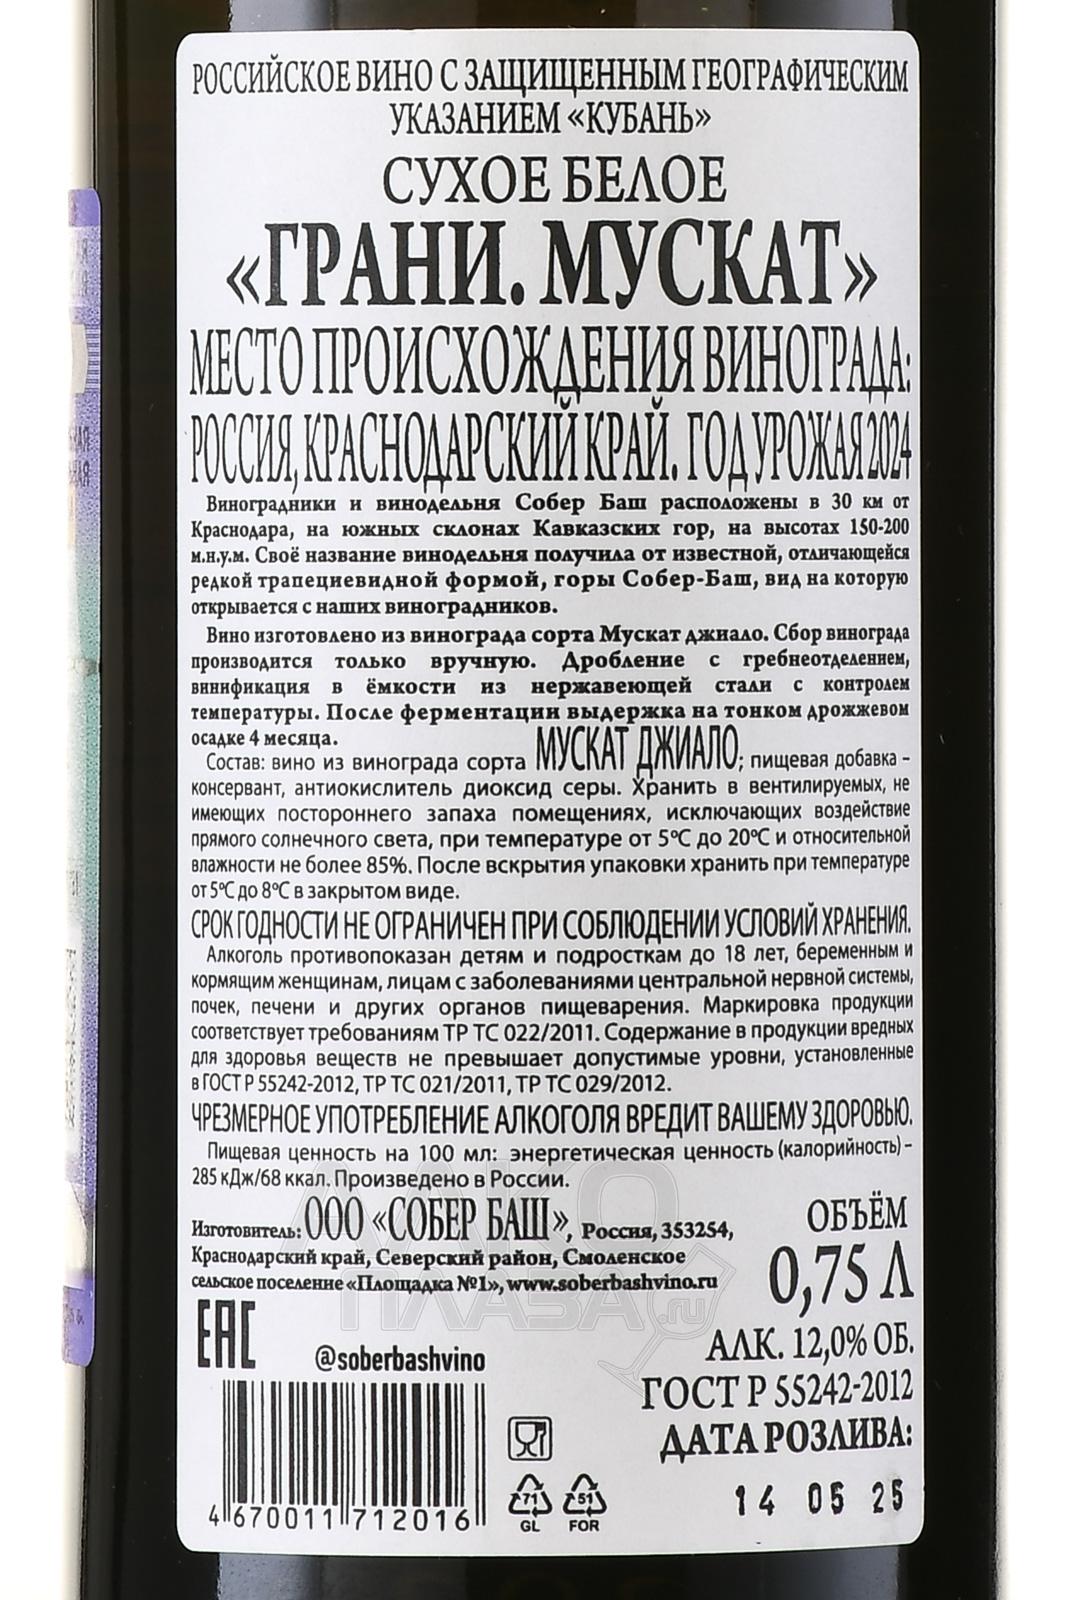 РОССИЙСКОЕ ВИНО С ЗАЩИЩЕННЫМ ГЕОГРАФИЧЕСКИМ
УКАЗАНИЕМ «КУБАНЬ»
СУХОЕ БЕЛОЕ
«ГРАНИ. МУСКАТ»
МЕСТО ПРОИСХОЖДЕНИЯ ВИНОГРАДА:
РОССИЯ, КРАСНОДАРСКИЙ КРАЙ. ГОД УРОЖАЯ 2024
Виноградники и винодельня Собер Баш расположены в 30 км от
Краснодара, на южных склонах Кавказских гор, на высотах 150-200
м.н.у.м. Своё название винодельня получила от известной, отличающейся
редкой трапециевидной формой, горы Собер-Баш, вид на которую
открывается с наших виноградников.
Вино изготовлено из винограда сорта Мускат джиало. Сбор винограда
производится только вручную. Дробление с гребнеотделением,
винификация в ёмкости из нержавеющей стали с контролем
температуры. После ферментации выдержка на тонком дрожжевом
осадке 4 месяца.
Состав: вино из винограда сорта МУСКАТ ДЖИАЛО; пищевая добавка -
консервант, антиокислитель диоксид серы. Хранить в вентилируемых, не
имеющих постороннего запаха помещениях, исключающих воздействие
прямого солнечного света, при температуре от 5ºС до 20ºС и относительной
влажности не более 85%. После вскрытия упаковки хранить при температуре
от 5ºС до 8ºС в закрытом виде.
СРОК ГОДНОСТИ НЕ ОГРАНИЧЕН ПРИ СОБЛЮДЕНИИ УСЛОВИЙ ХРАНЕНИЯ.
Алкоголь противопоказан детям и подросткам до 18 лет, беременным и
кормящим женщинам, лицам с заболеваниями центральной нервной системы,
почек, печени и других органов пищеварения. Маркировка продукции
соответствует требованиям ТР ТС 022/2011. Содержание в продукции вредных
для здоровья веществ не превышает допустимые уровни, установленные
в ГОСТ Р 55242-2012, ТР ТС 021/2011, ТР ТС 029/2012.
ЧРЕЗМЕРНОЕ УПОТРЕБЛЕНИЕ АЛКОГОЛЯ ВРЕДИТ ВАШЕМУ ЗДОРОВЬЮ.
Пищевая ценность на 100 мл: энергетическая ценность (калорийность) -
285 кДж/68 ккал. Произведено в России.
Изготовитель: ООО «СОБЕР БАШ», Россия, 353254,
Краснодарский край, Северский район, Смоленское
сельское поселение «Площадка №1», www.soberbashvino.ru
ОБЪЁМ
0,75 Л
АЛК. 12,0% ОБ.
ГОСТ Р 55242-2012
ДАТА РОЗЛИВА:
14 05 25
EAC
@soberbashvino
4 670011 712016
71
GL
51
FOR
АЛКО
ПЛАЗА.ru